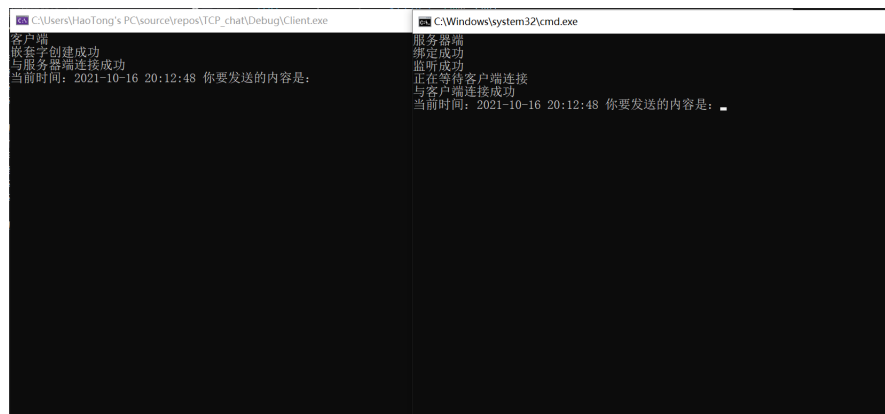 C:\Users\HaoTong's PC\source\repos\TCP_chat\Debug\Client.exe
客户端
嵌套字创建成功
与服务器端连接成功
当前时间：2021-10-16 20:12:48 你要发送的内容是：
C:\Windows\system32\cmd.exe
服务器端
绑定成功
监听成功
正在等待客户端连接
与客户端连接成功
当前时间：2021-10-16 20:12:48 你要发送的内容是：